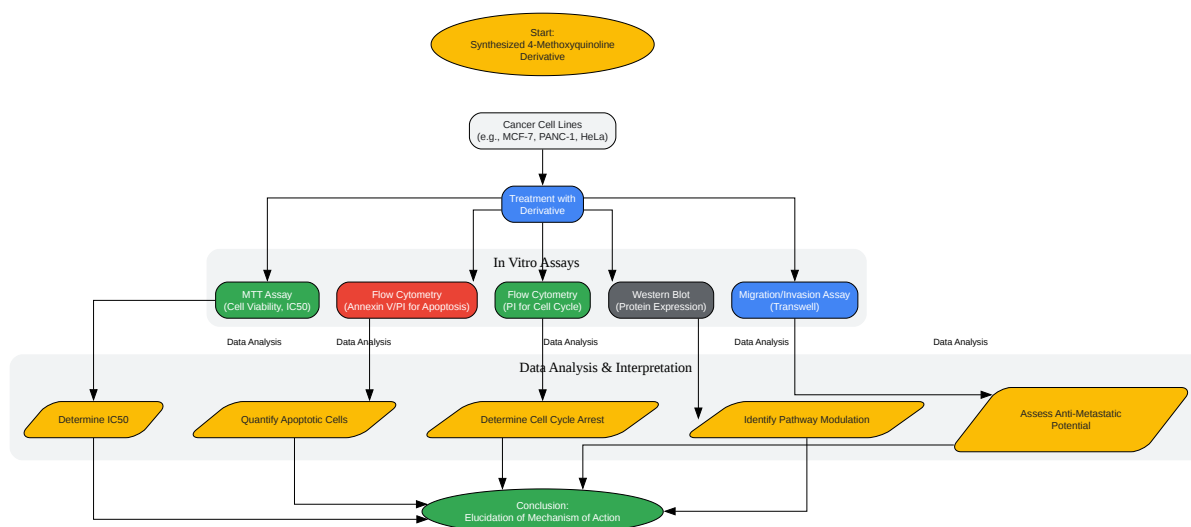 Start:
Synthesized 4-Methoxyquinoline
Derivative
Cancer Cell Lines
(e.g., MCF-7, PANC-1, HeLa)
Treatment with
Derivative
In Vitro Assays
MTT Assay
(Cell Viability, IC50)
Flow Cytometry
(Annexin V/PI for Apoptosis)
Flow Cytometry
(PI for Cell Cycle)
Western Blot
(Protein Expression)
Migration/Invasion Assay
(Transwell)
Data Analysis
Data Analysis
Data Analysis
Data Analysis
Data Analysis
Data Analysis & Interpretation
Determine IC50
Quantify Apoptotic Cells
Determine Cell Cycle Arrest
Identify Pathway Modulation
Assess Anti-Metastatic
Potential
Conclusion:
Elucidation of Mechanism of Action